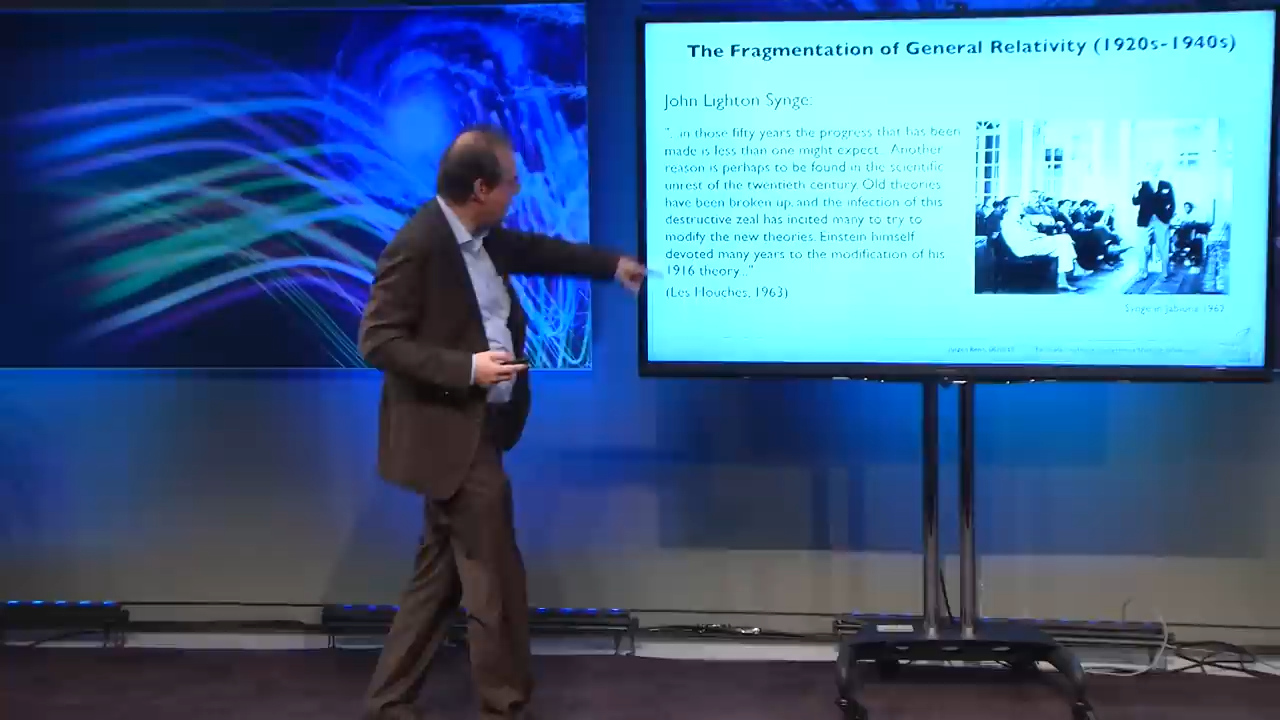 The Fragmentation of General Relativity (1920s-1940s)
John Lighton Synge:
"...in those fifty years the progress that has been
made is less than one might expect... Another
reason is perhaps to be found in the scientific
unrest of the twentieth century. Old theories
have been broken up, and the infection of this
destructive zeal has incited many to try to
modify the new theories. Einstein himself
devoted many years to the modification of his
1916 theory..."
(Les Houches, 1963)
Synge in Jablonna 1962